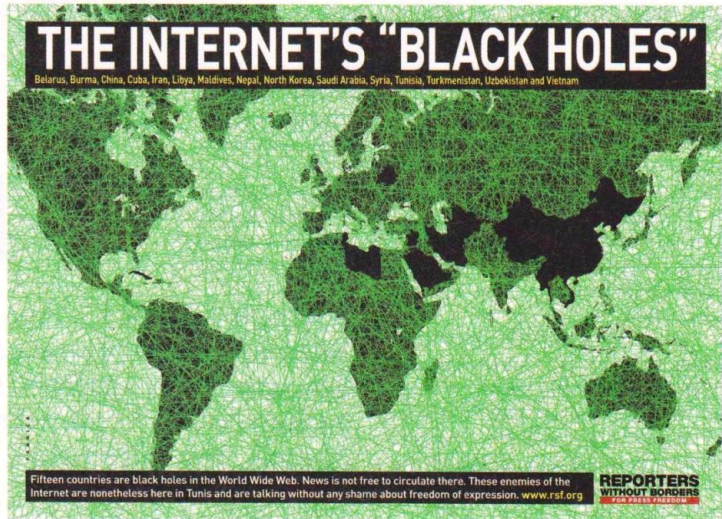 THE INTERNET'S "BLACK HOLES"
Belarus, Burma, China, Cuba, Iran, Libya, Maldives, Nepal, North Korea, Saudi Arabia, Syria, Tunisia, Turkmenistan, Uzbekistan and Vietnam
Fifteen countries are black holes in the World Wide Web. News is not free to circulate there. These enemies of the
Internet are nonetheless here in Tunis and are talking without any shame about freedom of expression. www.rsf.org
REPORTERS
WITHOUT BORDERS
FOR PRESS FREEDOM